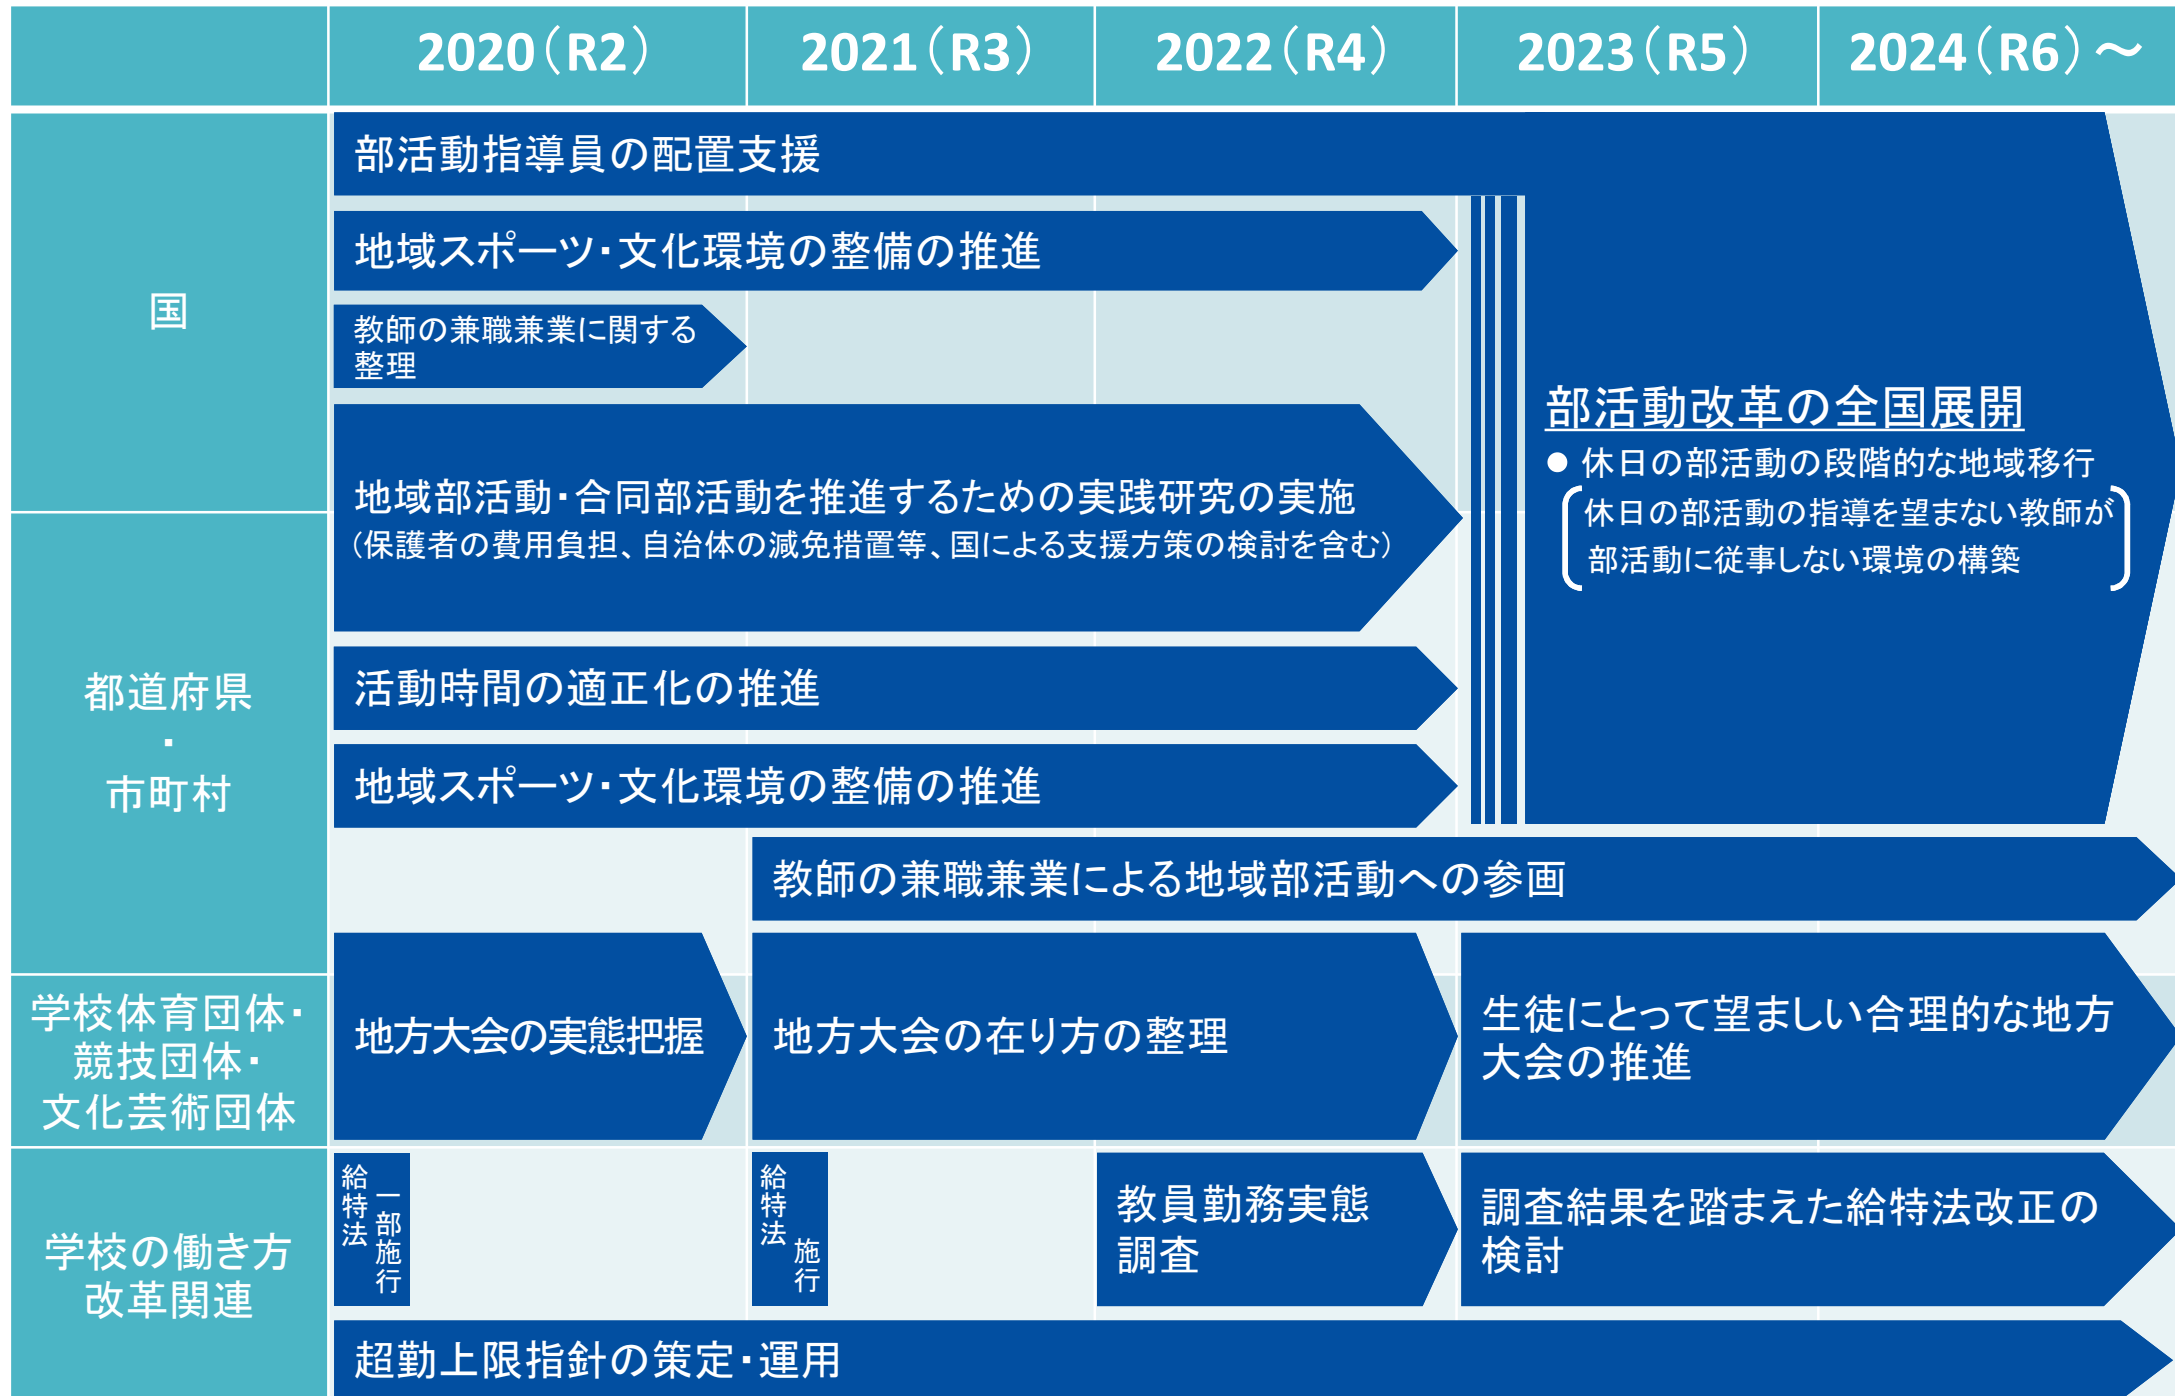 2020（R2）
2021（R3）
2022（R4）
2023（R5）
2024（R6）～
国
部活動指導員の配置支援
地域スポーツ・文化環境の整備の推進
教師の兼職兼業に関する
整理
地域部活動・合同部活動を推進するための実践研究の実施
（保護者の費用負担、自治体の減免措置等、国による支援方策の検討を含む）
部活動改革の全国展開
● 休日の部活動の段階的な地域移行
休日の部活動の指導を望まない教師が
部活動に従事しない環境の構築
都道府県
・
市町村
活動時間の適正化の推進
地域スポーツ・文化環境の整備の推進
教師の兼職兼業による地域部活動への参画
学校体育団体・
競技団体・
文化芸術団体
地方大会の実態把握
地方大会の在り方の整理
生徒にとって望ましい合理的な地方
大会の推進
学校の働き方
改革関連
給特法
一部施行
給特法
施行
教員勤務実態
調査
調査結果を踏まえた給特法改正の
検討
超勤上限指針の策定・運用